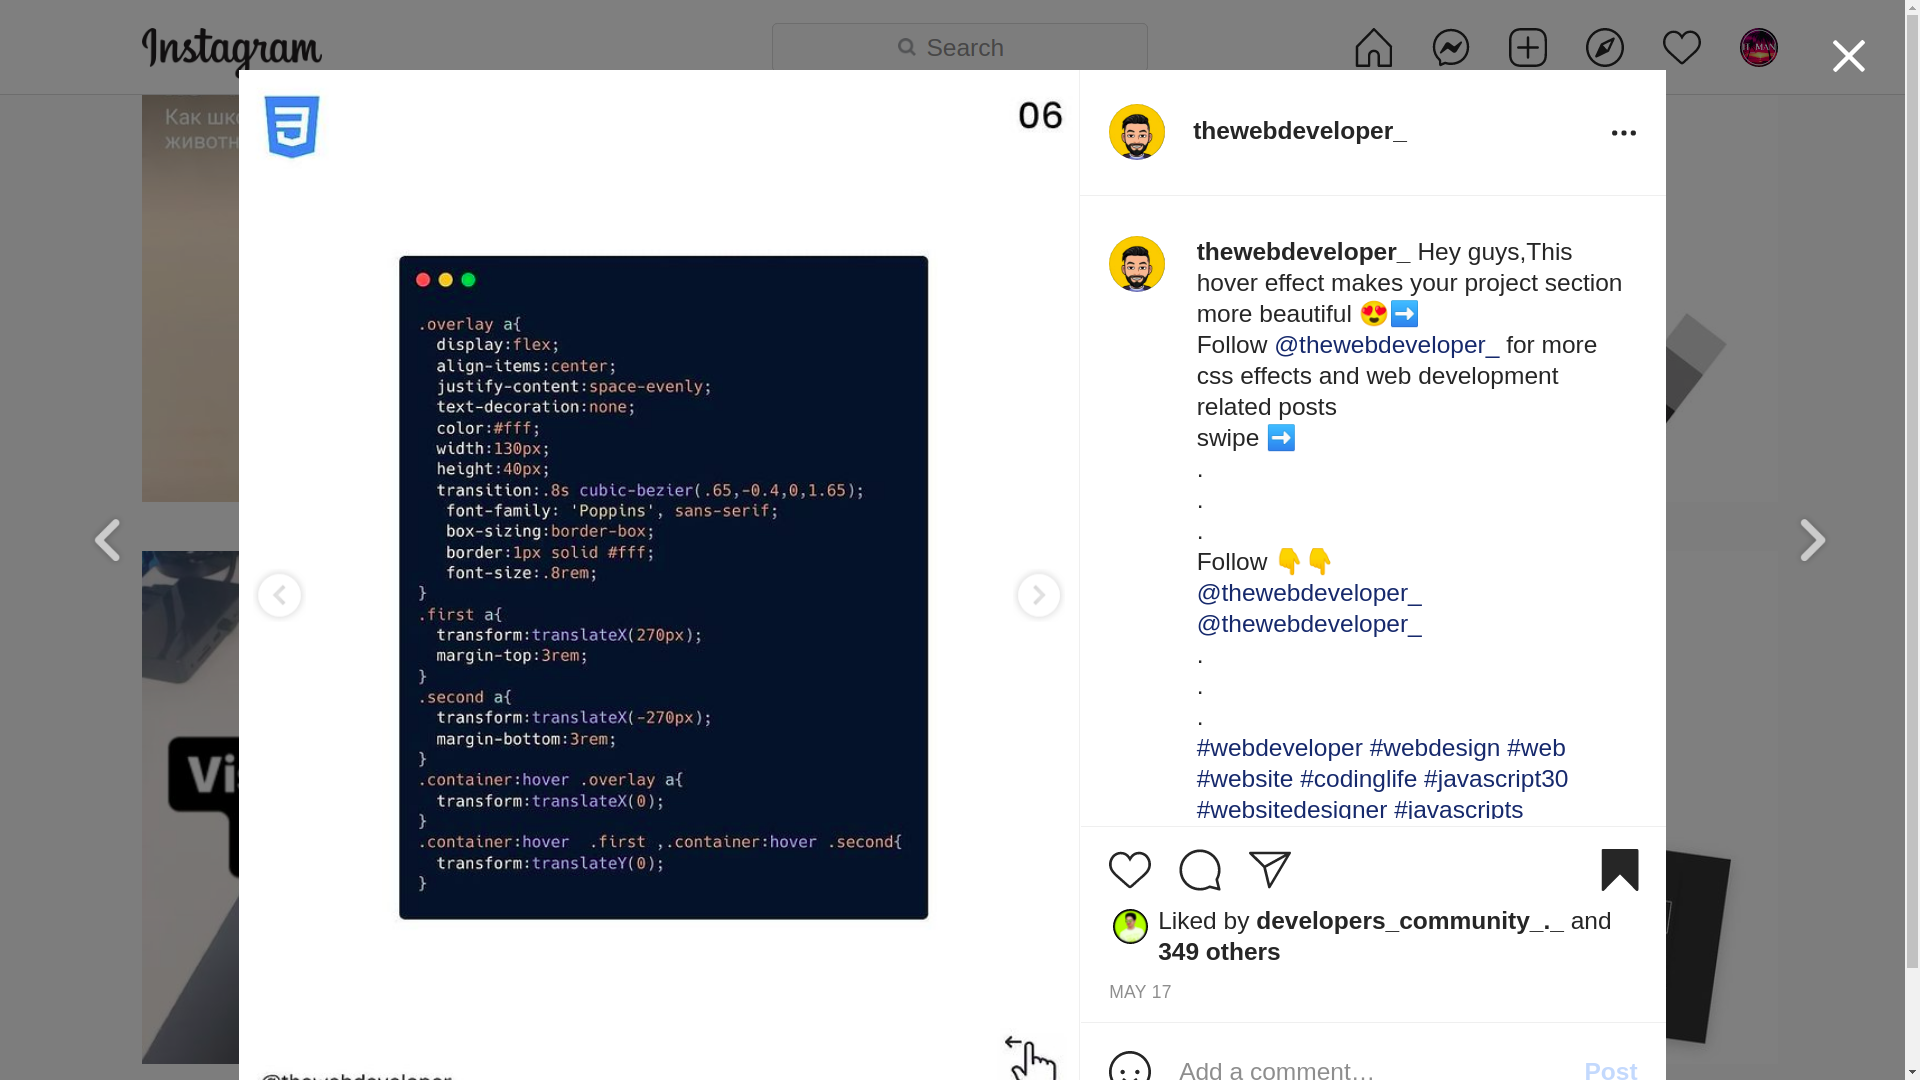 Instagram
Search
IT MAN
Как шк
животн
Vi
06
.overlay a{
display:flex;
align-items:center;
justify-content:space-evenly;
text-decoration:none;
color:#fff;
width:130px;
height:40px;
transition:.8s cubic-bezier(.65,-0.4,0,1.65);
font-family: 'Poppins', sans-serif;
box-sizing:border-box;
border:1px solid #fff;
font-size:.8rem;
}
.first a{
transform:translateX(270px);
margin-top:3rem;
}
.second a{
transform:translateX(-270px);
margin-bottom:3rem;
}
.container:hover .overlay a{
transform:translateX(0);
}
.container:hover  .first ,.container:hover .second{
transform:translateY(0);
}
@thewebdeveloper_
thewebdeveloper_
thewebdeveloper_ Hey guys,This
hover effect makes your project section
more beautiful 😍➡️
Follow @thewebdeveloper_ for more
css effects and web development
related posts
swipe ➡️
.
.
.
Follow 👇👇
@thewebdeveloper_
@thewebdeveloper_
.
.
.
#webdeveloper #webdesign #web
#website #codinglife #javascript30
#websitedesigner #javascripts
Liked by developers_community_._ and
349 others
MAY 17
Add a comment…
Post